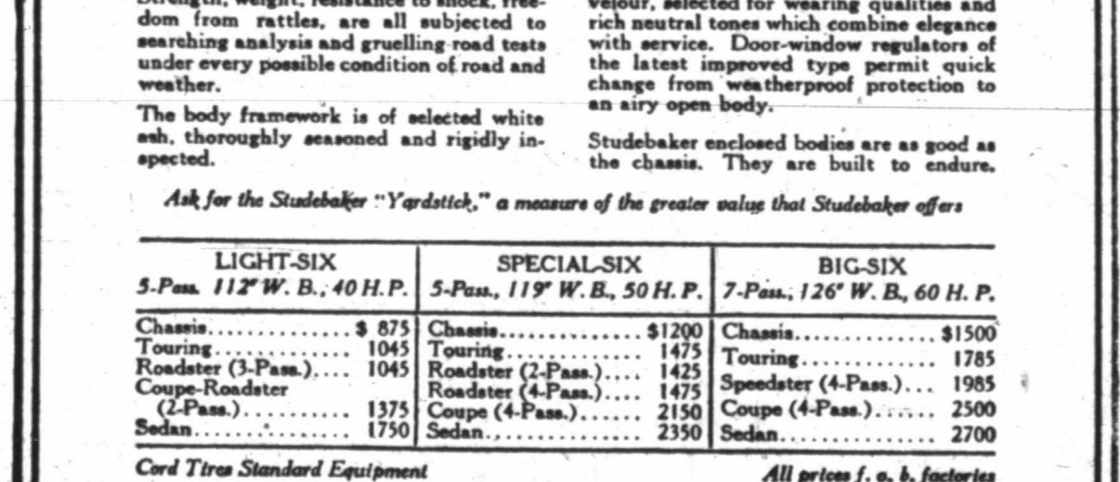 Strength, weight, resistance to shock, free-
dom from rattles, are all subjected to
searching analysis and gruelling road tests
under every possible condition of road and
weather.
The body framework is of selected white
ash, thoroughly seasoned and rigidly in-
spected.
velour, selected for wearing qualities and
rich neutral tones which combine elegance
with service. Door-window regulators of
the latest improved type permit quick
change from weatherproof protection to
an airy open body.
Studebaker enclosed bodies are as good as
the chassis. They are built to endure.
Ask for the Studebaker "Yardstick," a measure of the greater value that Studebaker offers
LIGHT-SIX
5-Pass. 112" W. B., 40 H. P.
Chassis.............. $ 875
Touring.............. 1045
Roadster (3-Pass.).... 1045
Coupe-Roadster
(2-Pass.).......... 1375
Sedan................ 1750
SPECIAL-SIX
5-Pass., 119" W. B., 50 H. P.
Chassis.............. $1200
Touring.............. 1475
Roadster (2-Pass.).... 1425
Roadster (4-Pass.).... 1475
Coupe (4-Pass.)...... 2150
Sedan................ 2350
BIG-SIX
7-Pass., 126" W. B., 60 H. P.
Chassis.............. $1500
Touring.............. 1785
Speedster (4-Pass.)... 1985
Coupe (4-Pass.)...... 2500
Sedan................ 2700
Cord Tires Standard Equipment
All prices f. o. b. factories